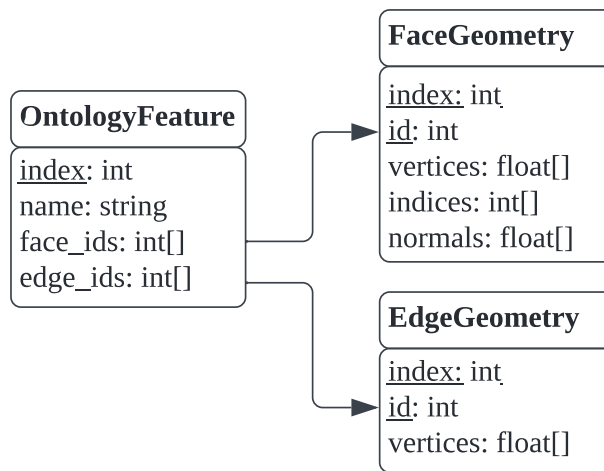 OntologyFeature
index: int
name: string
face_ids: int[]
edge_ids: int[]
FaceGeometry
index: int
id: int
vertices: float[]
indices: int[]
normals: float[]
EdgeGeometry
index: int
id: int
vertices: float[]